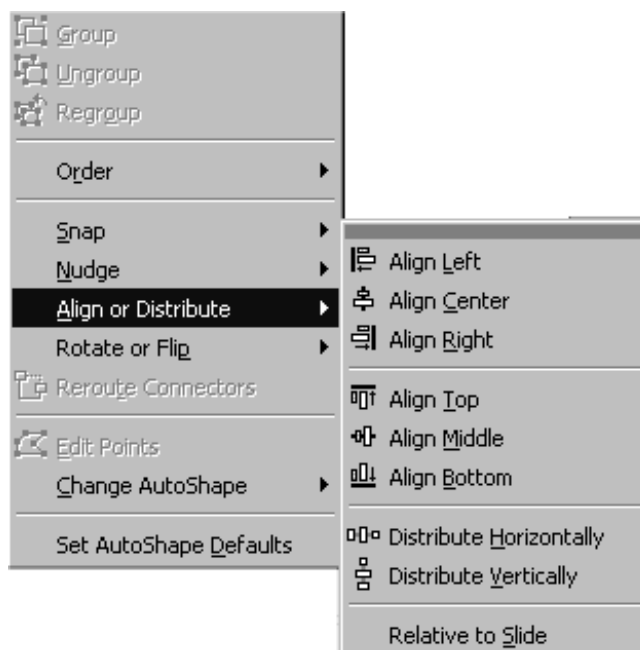 Group
Ungroup
Regroup
Order
Snap
Nudge
Align or Distribute
Rotate or Flip
Reroute Connectors
Edit Points
Change AutoShape
Set AutoShape Defaults
Align Left
Align Center
Align Right
Align Top
Align Middle
Align Bottom
Distribute Horizontally
Distribute Vertically
Relative to Slide